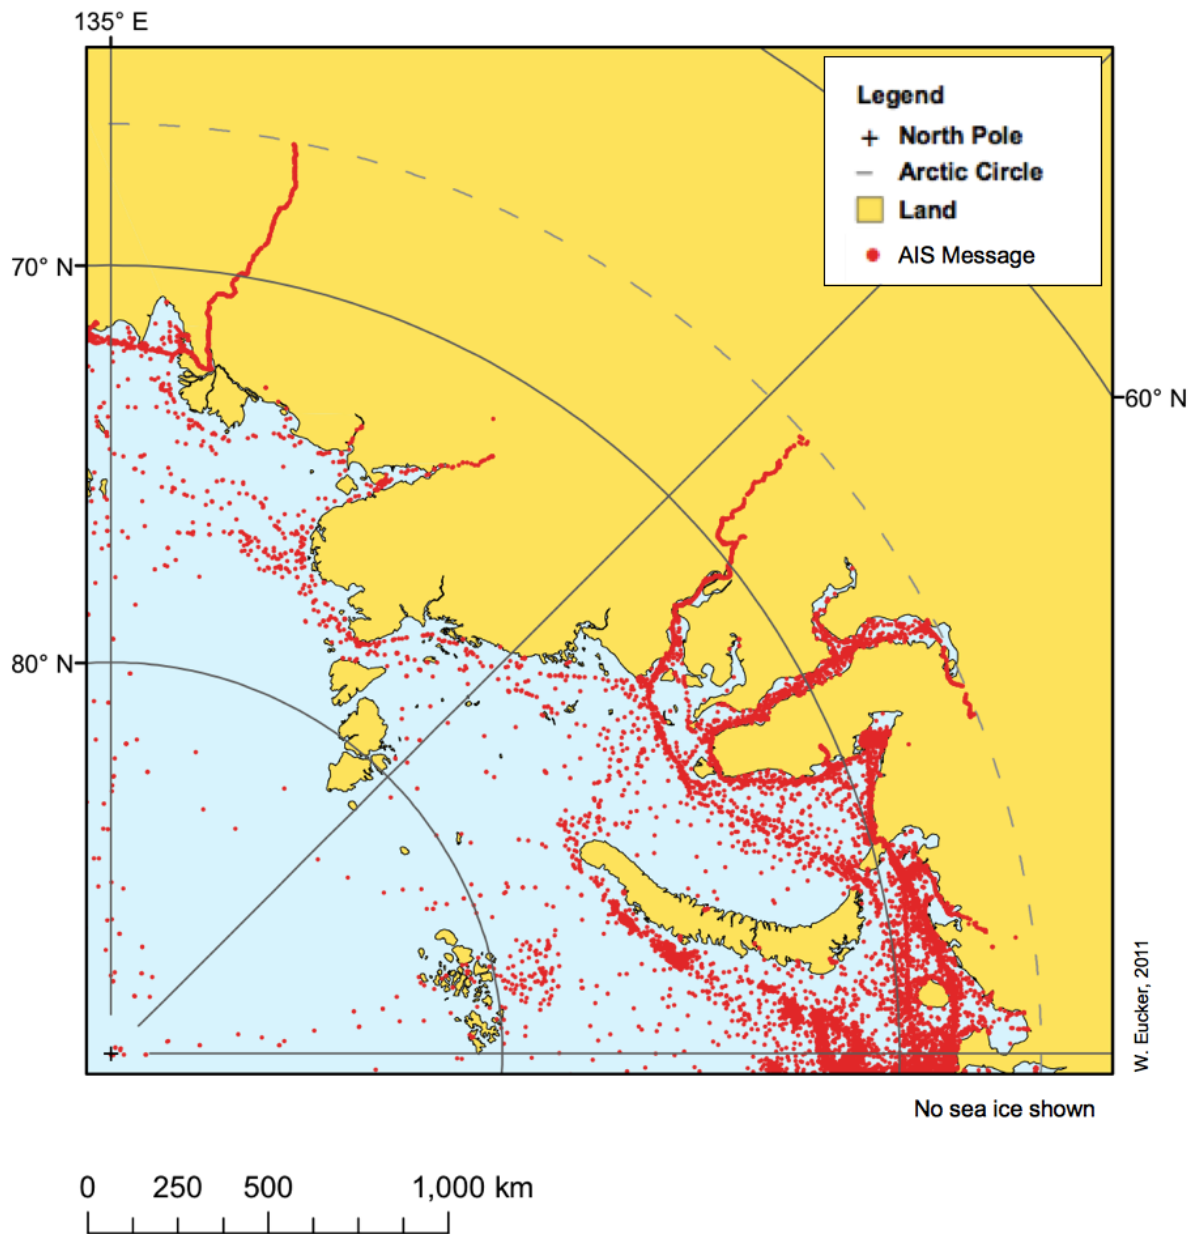 135° E
Legend
North Pole
Arctic Circle
Land
AIS Message
70° N
60° N
80° N
W. Eucker, 2011
No sea ice shown
0 250 500 1,000 km